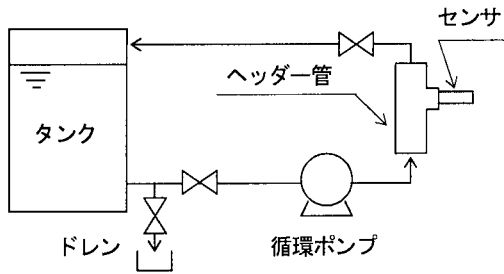 センサ
ヘッダー管
タンク
ドレン
循環ポンプ